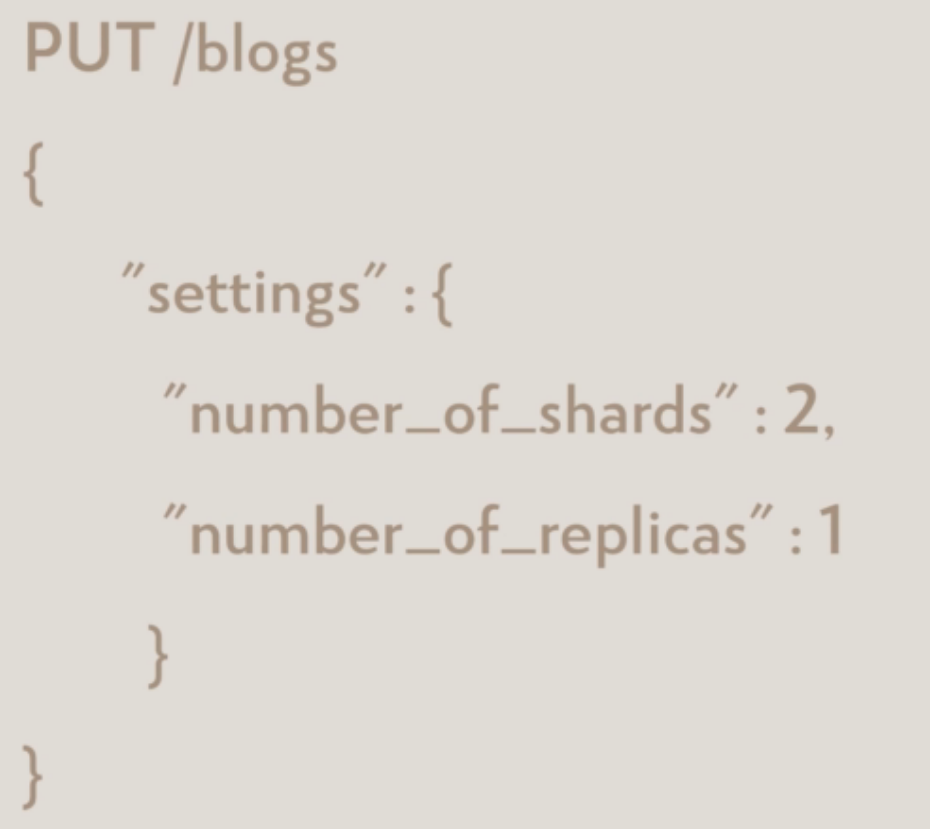 PUT /blogs
{
"settings" : {
"number_of_shards" : 2,
"number_of_replicas" : 1
}
}